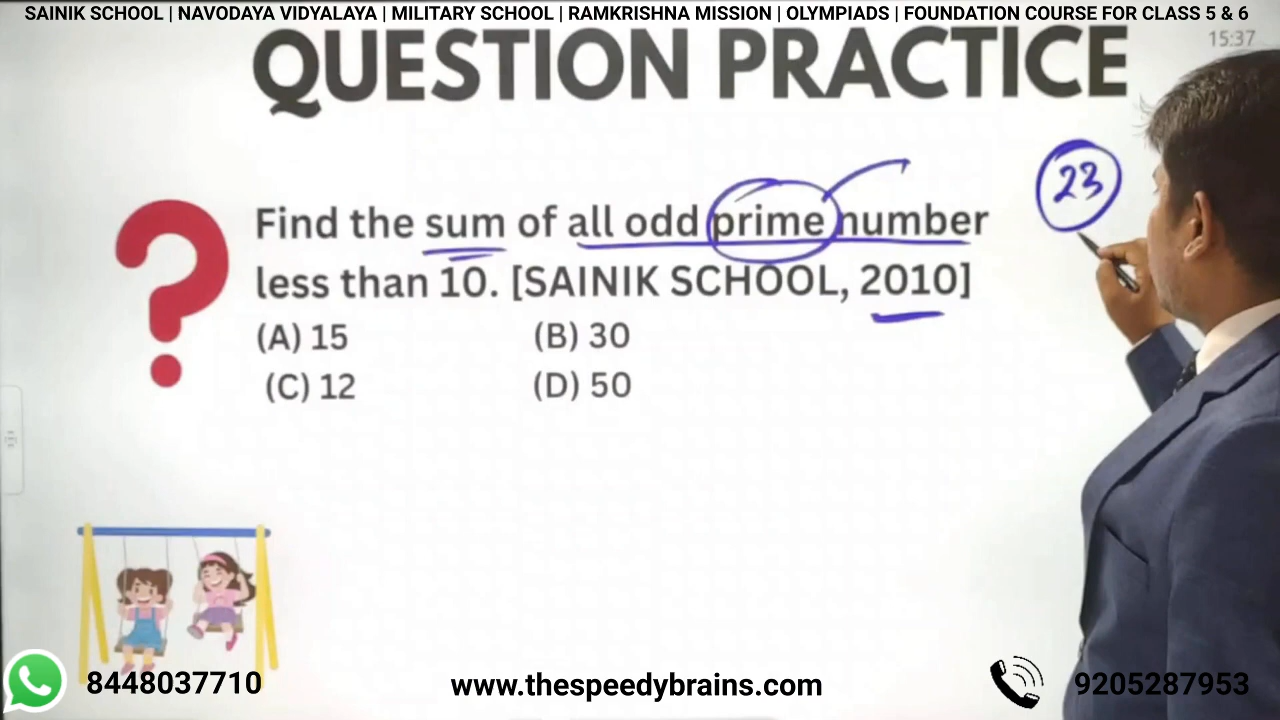 SAINIK SCHOOL | NAVODAYA VIDYALAYA | MILITARY SCHOOL | RAMKRISHNA MISSION | OLYMPIADS | FOUNDATION COURSE FOR CLASS 5 & 6
15:37
QUESTION PRACTICE
23
Find the sum of all odd prime number
less than 10. [SAINIK SCHOOL, 2010]
(A) 15 (B) 30
(C) 12 (D) 50
8448037710 www.thespeedybrains.com 9205287953